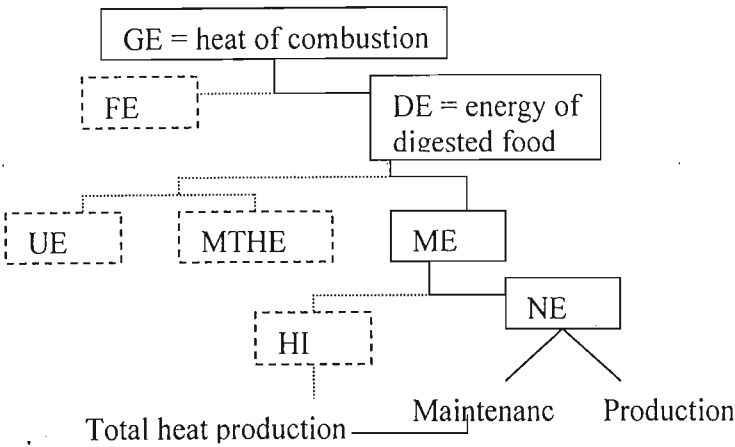 GE = heat of combustion
FE
DE = energy of
digested food
UE
MTHE
ME
NE
HI
Maintenanc
Production
Total heat production